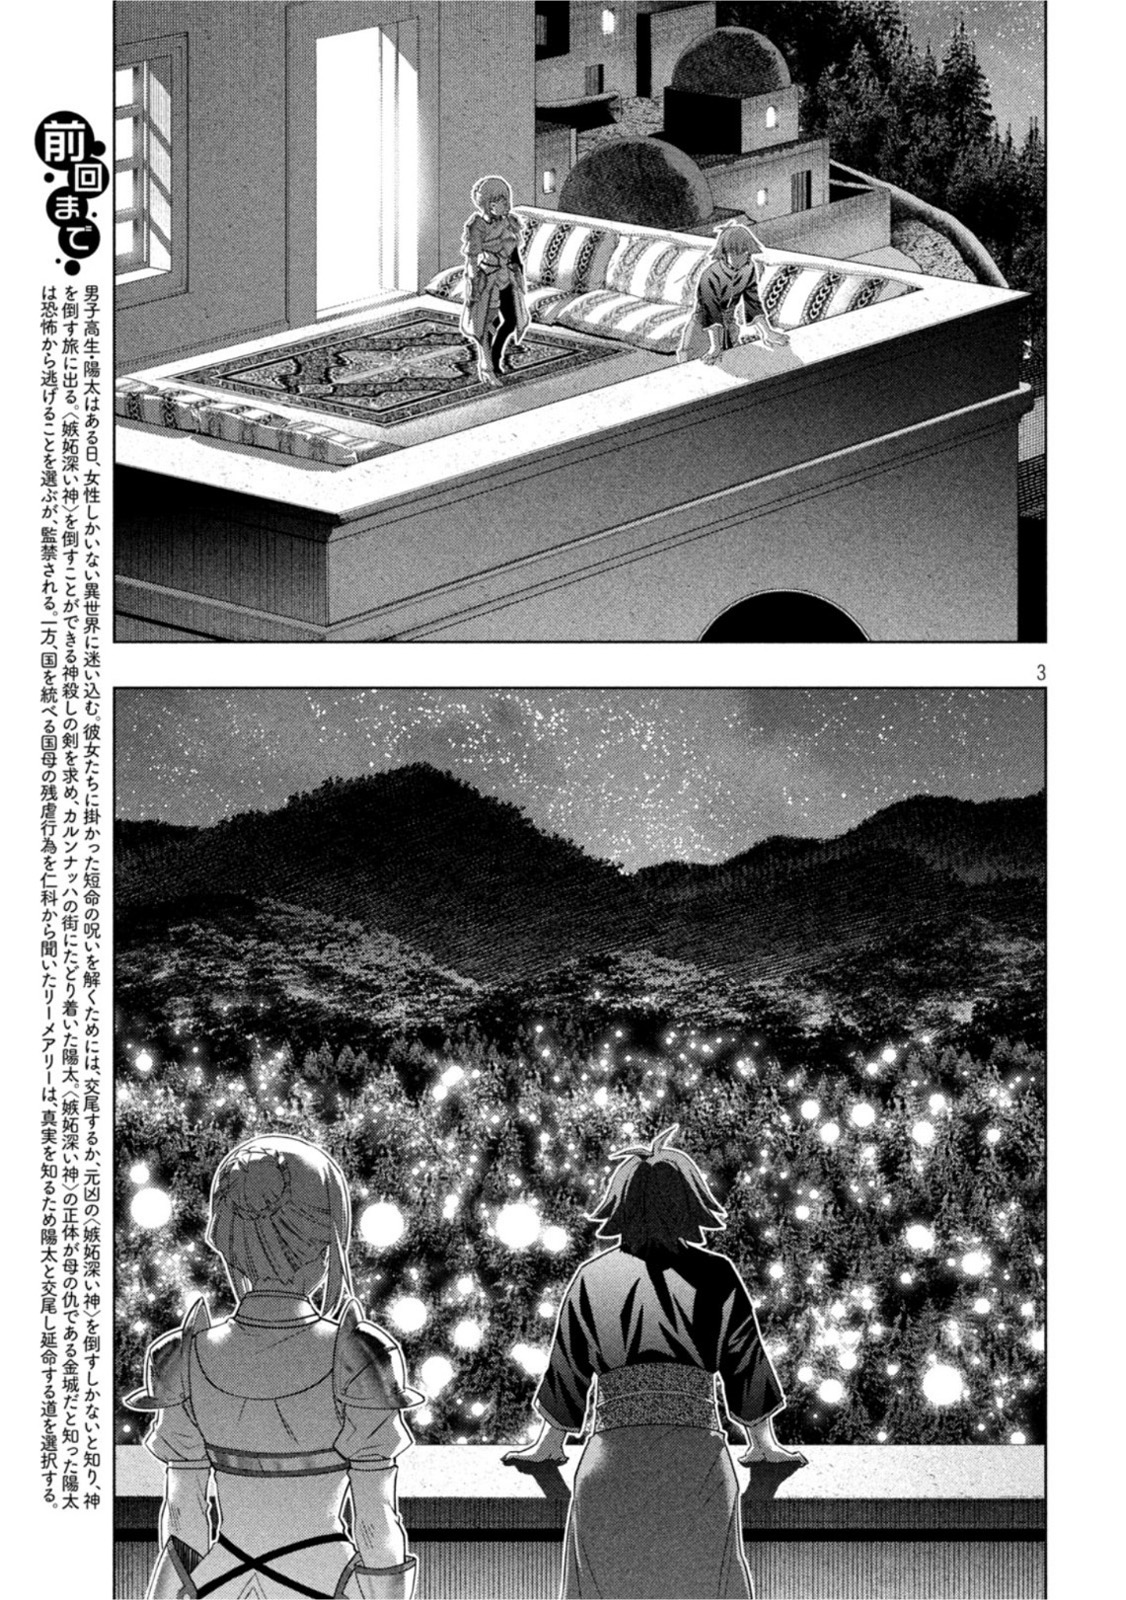 前回まで
男子高生・陽太はある日、女性しかいない異世界に迷い込む。彼女たちに掛かった短命の呪いを解くためには、交尾するか、元凶の〈嫉妬深い神〉を倒すしかないと知り、神
を倒す旅に出る。〈嫉妬深い神〉を倒すことができる神殺しの剣を求め、カルンナッハの街にたどり着いた陽太。〈嫉妬深い神〉の正体が母の仇である金城だと知った陽太
は恐怖から逃げることを選ぶが、監禁される。一方、国を統べる国母の残虐行為を仁科から聞いたリーメアリーは、真実を知るため陽太と交尾し延命する道を選択する。
3